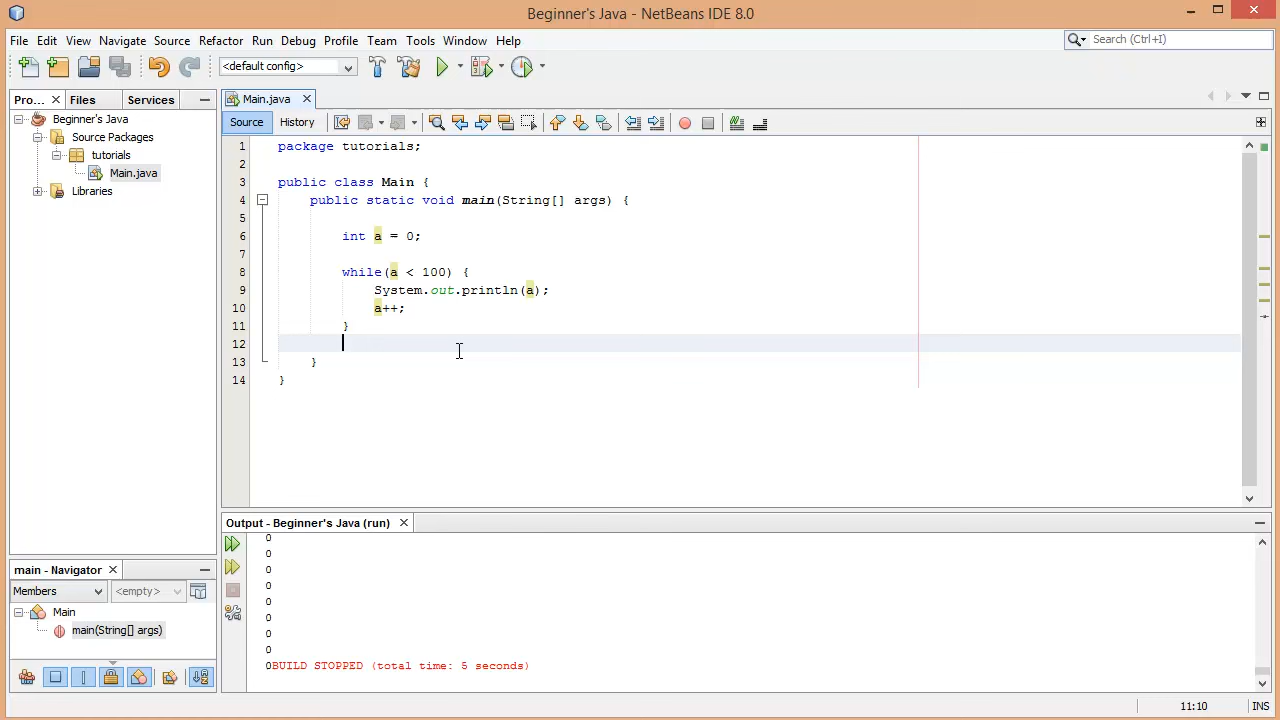 Beginner's Java - NetBeans IDE 8.0
File Edit View Navigate Source Refactor Run Debug Profile Team Tools Window Help
Search (Ctrl+I)
<default config>
Pro... Files Services
Main.java
Beginner's Java
Source Packages
tutorials
Main.java
Libraries
Source History
1 package tutorials;
2
3 public class Main {
4 public static void main(String[] args) {
5
6 int a = 0;
7
8 while(a < 100) {
9 System.out.println(a);
10 a++;
11 }
12
13 }
14 }
Output - Beginner's Java (run)
0
0
0
0
0
0
0
0
0BUILD STOPPED (total time: 5 seconds)
main - Navigator
Members <empty>
Main
main(String[] args)
11:10 INS